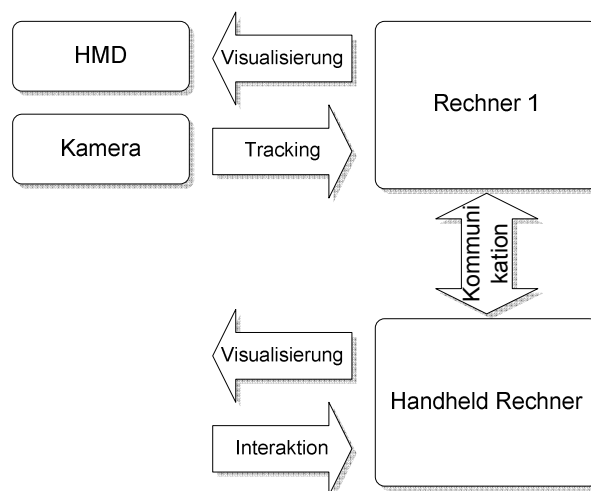 HMD
Visualisierung
Rechner 1
Kamera
Tracking
Kommuni
kation
Visualisierung
Handheld Rechner
Interaktion